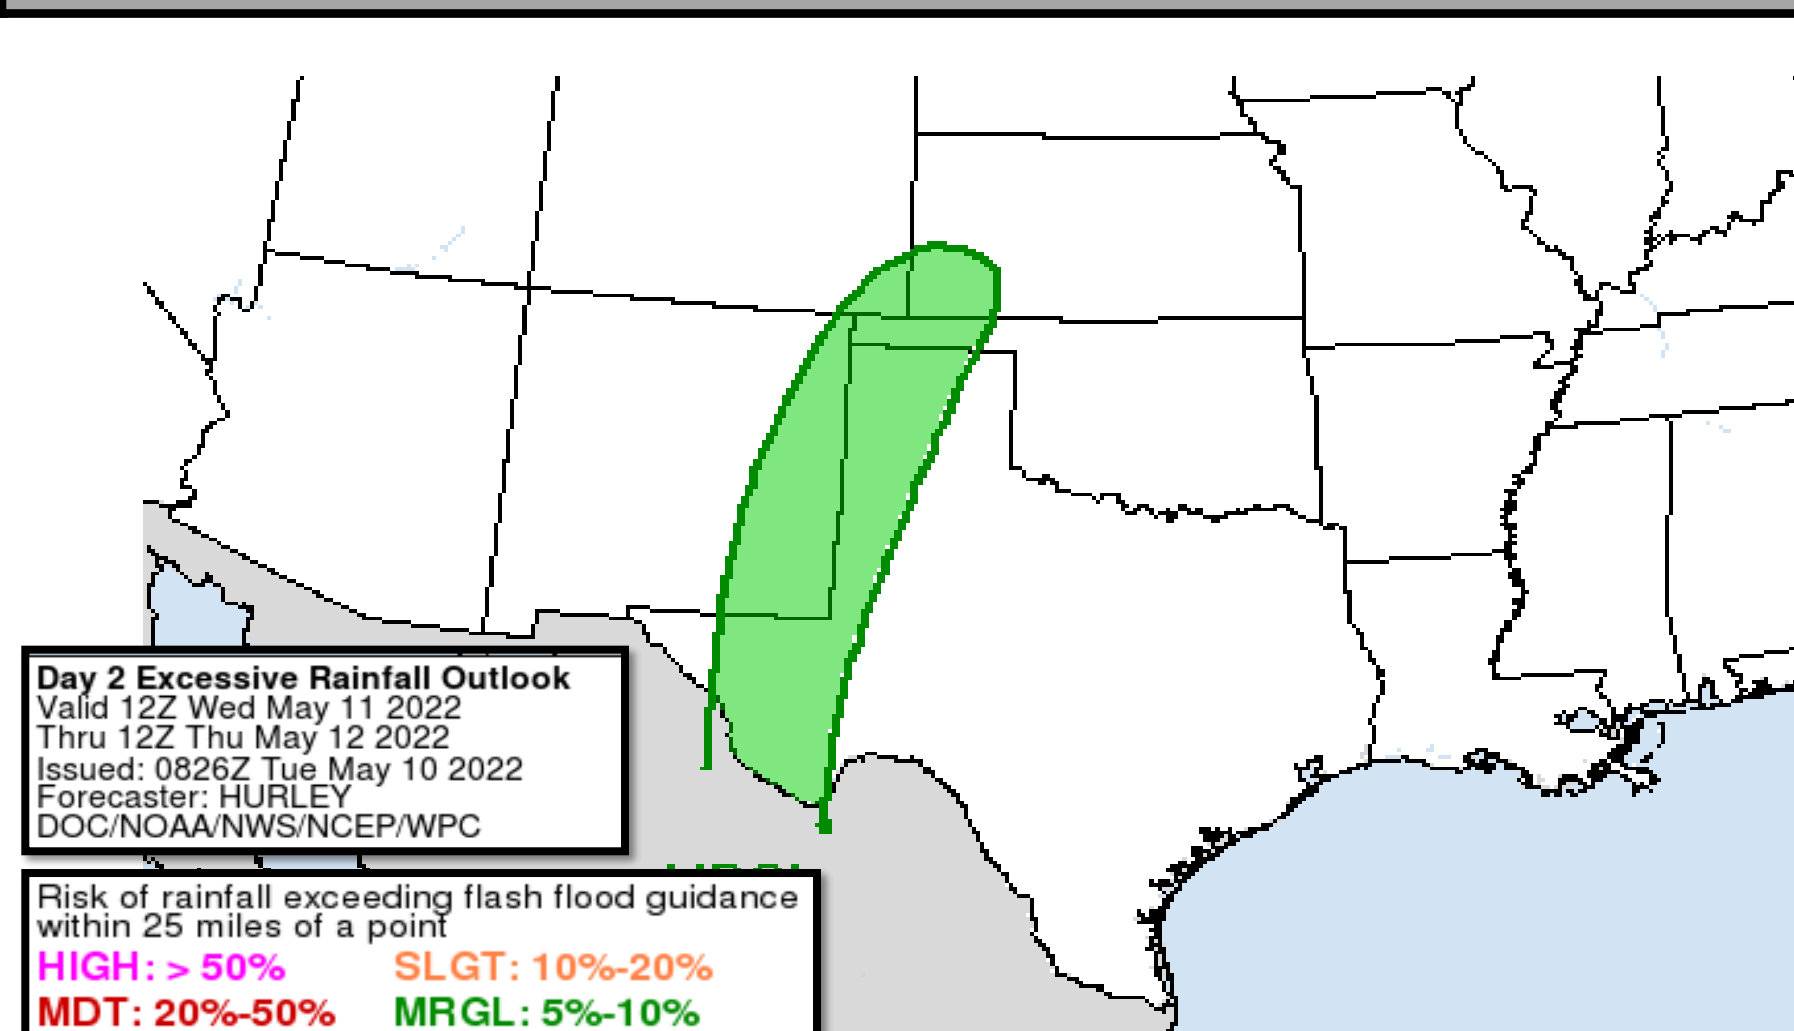 Day 2 Excessive Rainfall Outlook
Valid 12Z Wed May 11 2022
Thru 12Z Thu May 12 2022
Issued: 0826Z Tue May 10 2022
Forecaster: HURLEY
DOC/NOAA/NWS/NCEP/WPC
Risk of rainfall exceeding flash flood guidance
within 25 miles of a point
HIGH: > 50% SLGT: 10%-20%
MDT: 20%-50% MRGL: 5%-10%